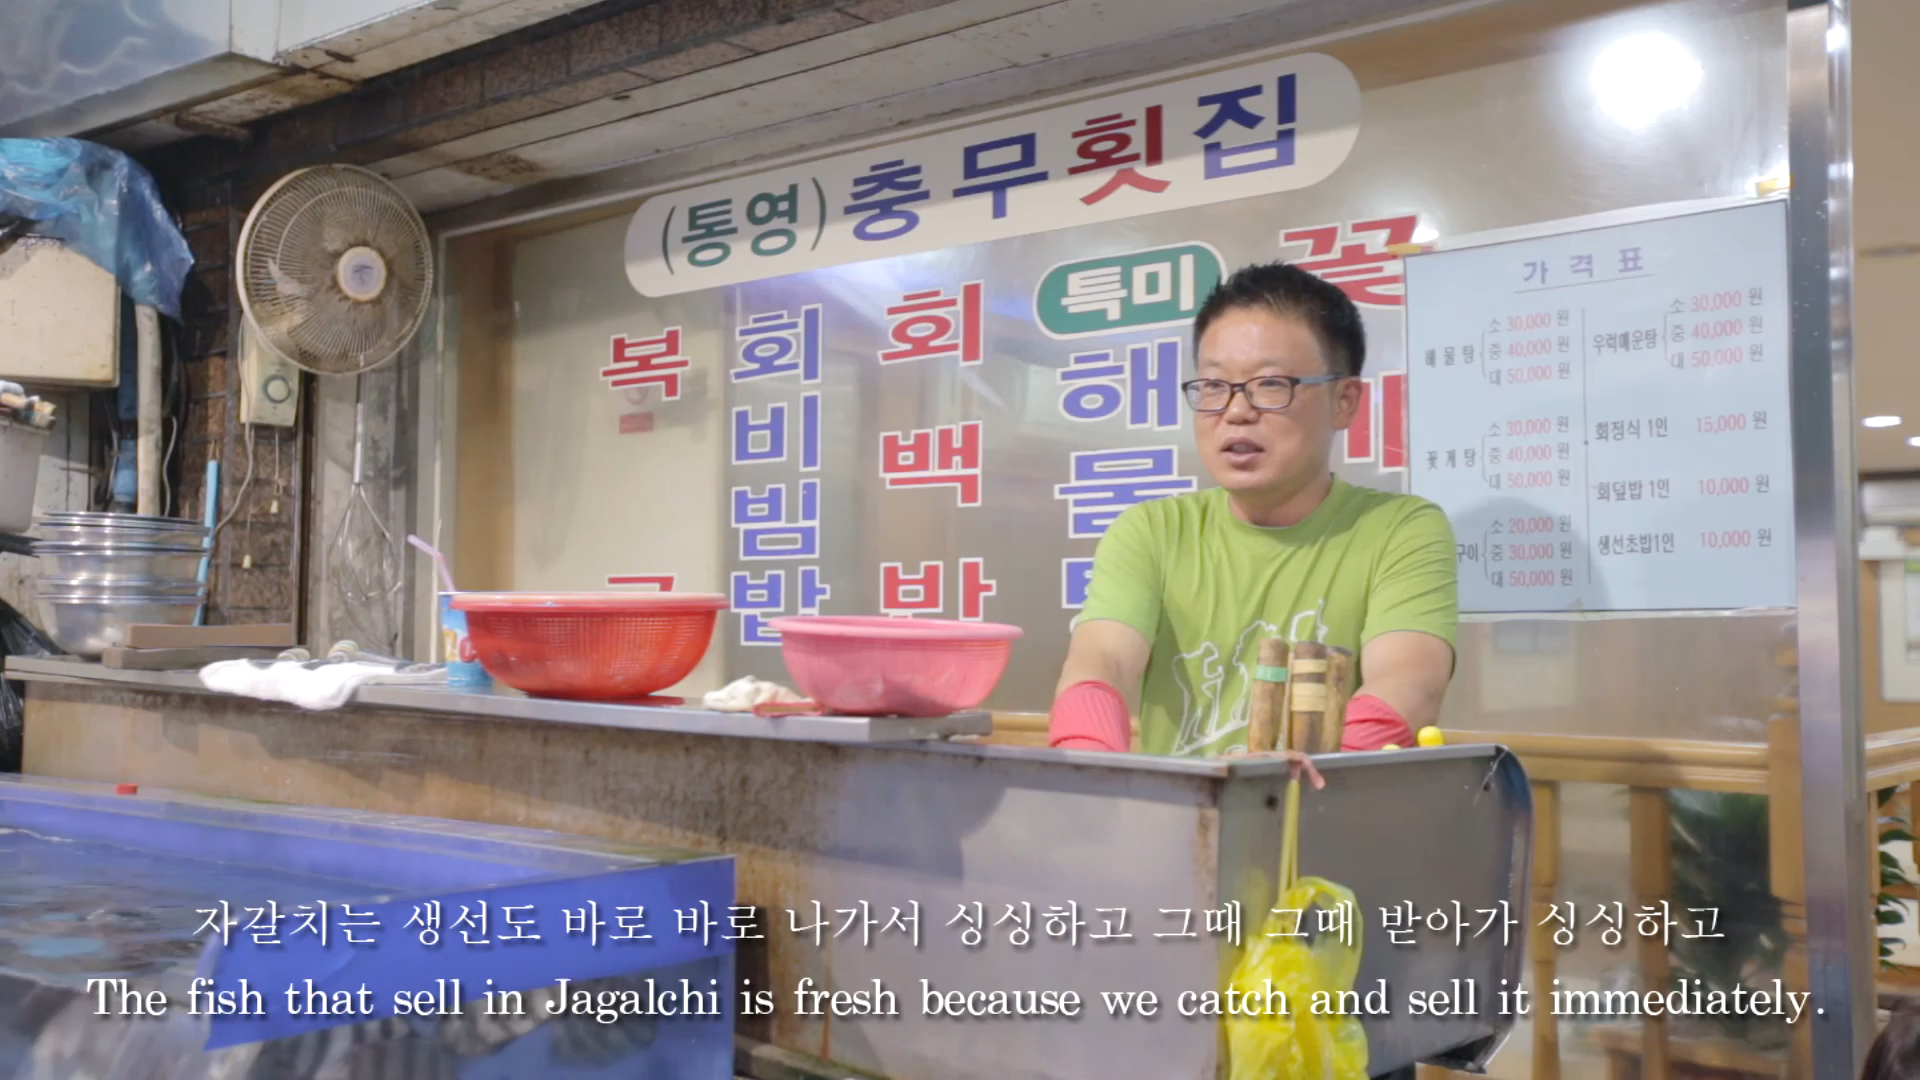 (통영)충무횟집
복
회비빔밥
회백
특미
해물
꽃
게
가격표
해물탕
소 30,000 원
중 40,000 원
대 50,000 원
꽃게탕
소 30,000 원
중 40,000 원
대 50,000 원
구이
소 20,000 원
중 30,000 원
대 50,000 원
우럭매운탕
소 30,000 원
중 40,000 원
대 50,000 원
회정식 1인 15,000 원
회덮밥 1인 10,000 원
생선초밥1인 10,000 원
자갈치는 생선도 바로 바로 나가서 싱싱하고 그때 그때 받아가 싱싱하고
The fish that sell in Jagalchi is fresh because we catch and sell it immediately.